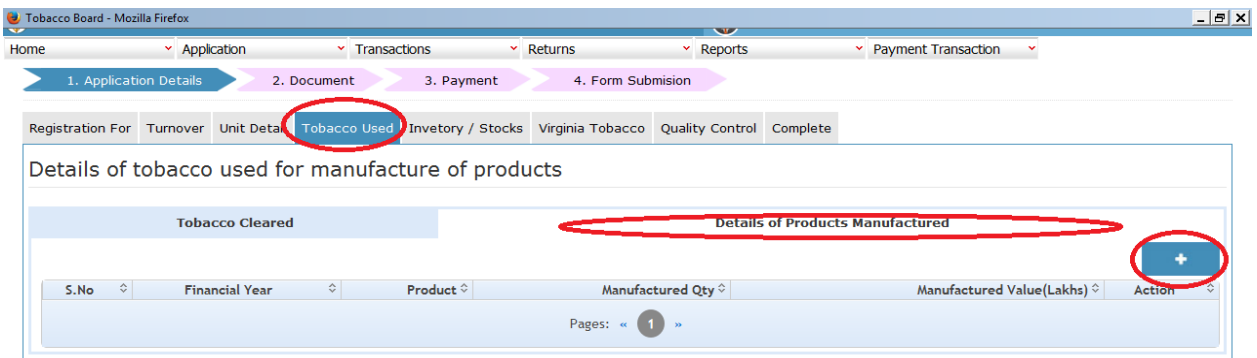 Tobacco Board - Mozilla Firefox
Home Application Transactions Returns Reports Payment Transaction
1. Application Details 2. Document 3. Payment 4. Form Submision
Registration For Turnover Unit Detail Tobacco Used Invetory / Stocks Virginia Tobacco Quality Control Complete
Details of tobacco used for manufacture of products
Tobacco Cleared Details of Products Manufactured
+
S.No Financial Year Product Manufactured Qty Manufactured Value(Lakhs) Action
Pages: « 1 »